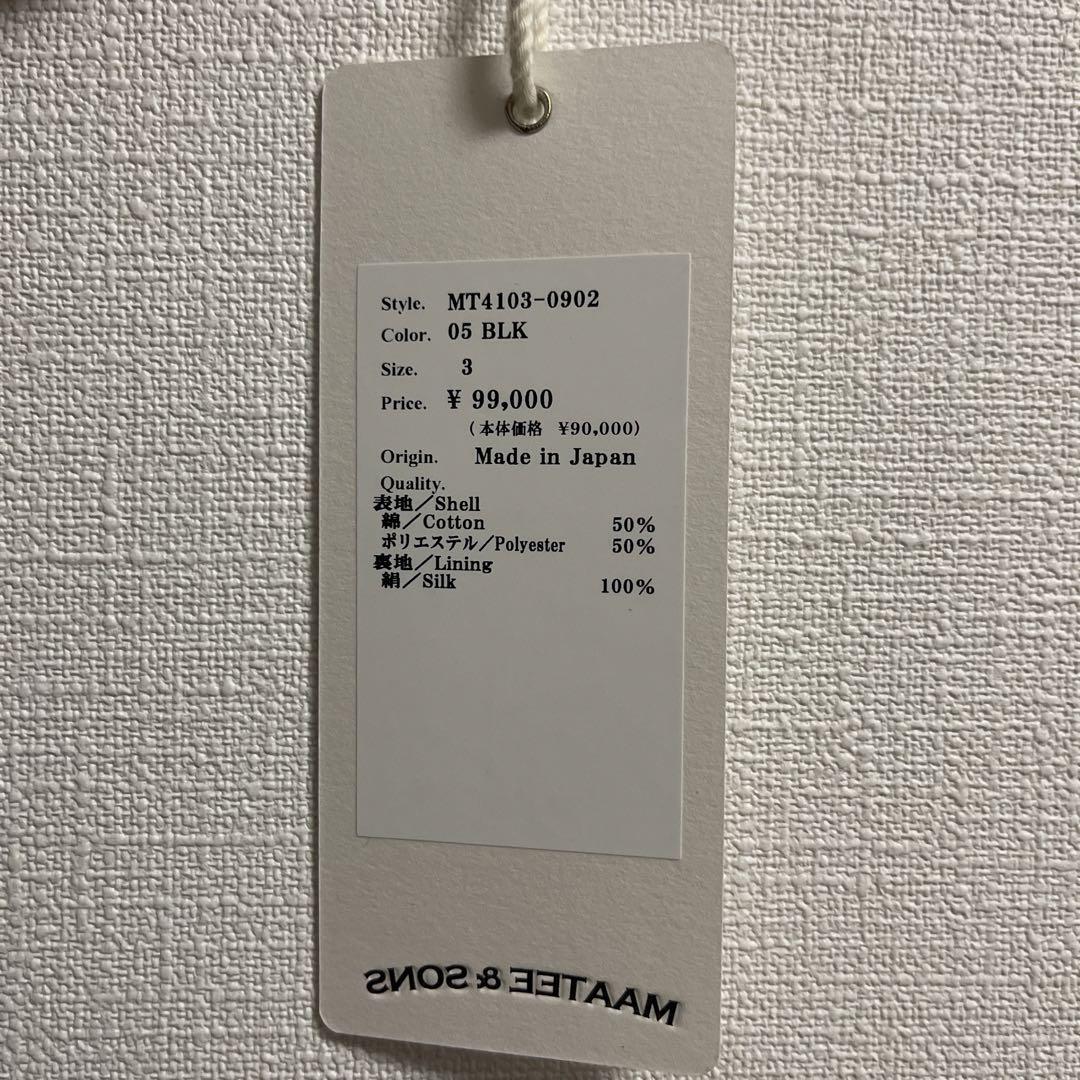 Style. MT4103-0902
Color. 05 BLK
Size. 3
Price. ¥ 99,000
(本体価格 ¥90,000)
Origin. Made in Japan
Quality.
表地/Shell
綿/Cotton 50%
ポリエステル/Polyester 50%
裏地/Lining
絹/Silk 100%
MAATEE & SONS